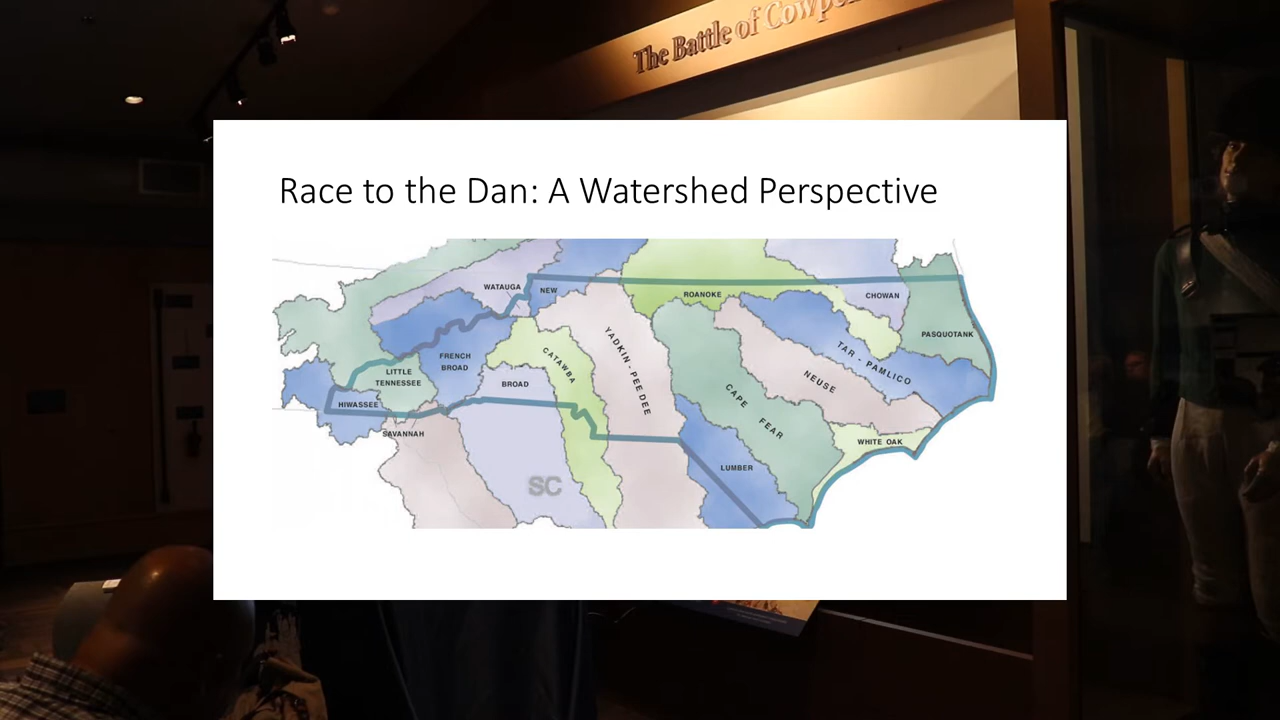 The Battle of
Race to the Dan: A Watershed Perspective
WATAUGA
NEW
ROANOKE
CHOWAN
PASQUOTANK
YADKIN - PEE DEE
CATAWBA
TAR - PAMLICO
FRENCH
BROAD
LITTLE
TENNESSEE
BROAD
NEUSE
CAPE FEAR
HIWASSEE
SAVANNAH
WHITE OAK
LUMBER
SC